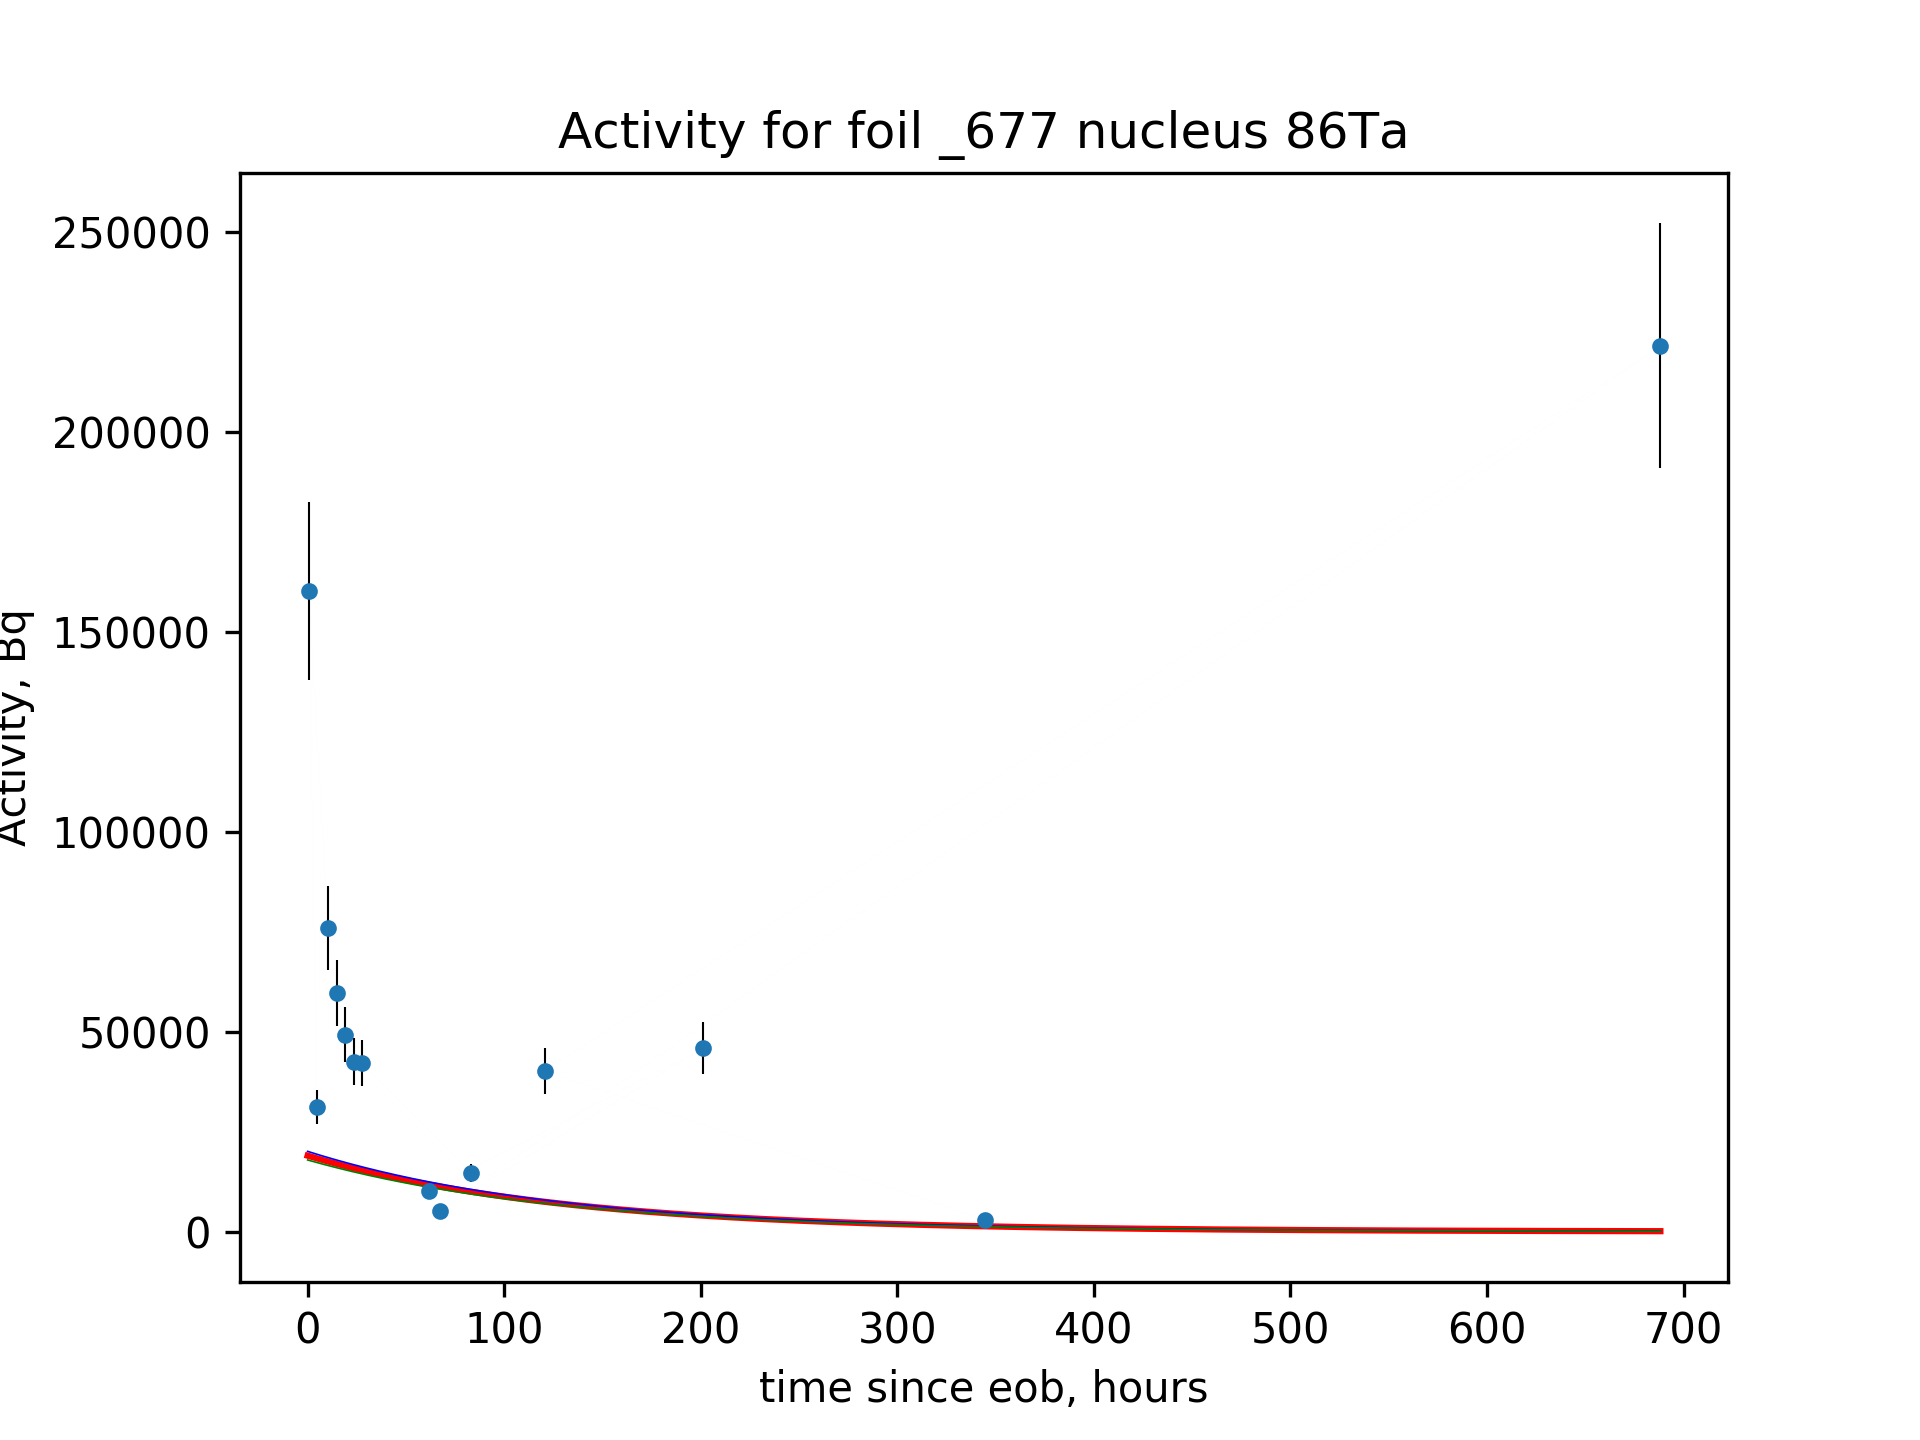 Activity for foil _677 nucleus 86Ta
250000
200000
150000
100000
50000
0
Activity, Bq
0 100 200 300 400 500 600 700
time since eob, hours